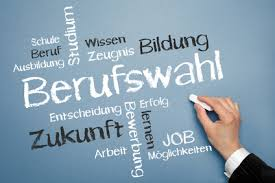 Studium
Schule
Wissen
Bildung
Beruf
Zeugnis
Ausbildung
Berufswahl
Entscheidung
Erfolg
Zukunft
Bewerbung
lernen
JOB
Arbeit
Möglichkeiten